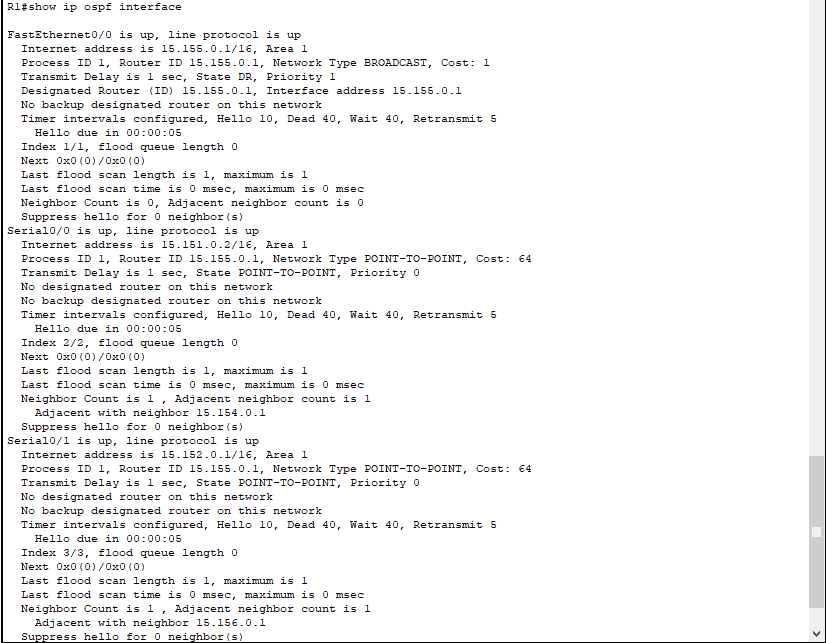 R1#show ip ospf interface
FastEthernet0/0 is up, line protocol is up
Internet address is 15.155.0.1/16, Area 1
Process ID 1, Router ID 15.155.0.1, Network Type BROADCAST, Cost: 1
Transmit Delay is 1 sec, State DR, Priority 1
Designated Router (ID) 15.155.0.1, Interface address 15.155.0.1
No backup designated router on this network
Timer intervals configured, Hello 10, Dead 40, Wait 40, Retransmit 5
Hello due in 00:00:05
Index 1/1, flood queue length 0
Next 0x0(0)/0x0(0)
Last flood scan length is 1, maximum is 1
Last flood scan time is 0 msec, maximum is 0 msec
Neighbor Count is 0, Adjacent neighbor count is 0
Suppress hello for 0 neighbor(s)
Serial0/0 is up, line protocol is up
Internet address is 15.151.0.2/16, Area 1
Process ID 1, Router ID 15.155.0.1, Network Type POINT-TO-POINT, Cost: 64
Transmit Delay is 1 sec, State POINT-TO-POINT, Priority 0
No designated router on this network
No backup designated router on this network
Timer intervals configured, Hello 10, Dead 40, Wait 40, Retransmit 5
Hello due in 00:00:05
Index 2/2, flood queue length 0
Next 0x0(0)/0x0(0)
Last flood scan length is 1, maximum is 1
Last flood scan time is 0 msec, maximum is 0 msec
Neighbor Count is 1 , Adjacent neighbor count is 1
Adjacent with neighbor 15.154.0.1
Suppress hello for 0 neighbor(s)
Serial0/1 is up, line protocol is up
Internet address is 15.152.0.1/16, Area 1
Process ID 1, Router ID 15.155.0.1, Network Type POINT-TO-POINT, Cost: 64
Transmit Delay is 1 sec, State POINT-TO-POINT, Priority 0
No designated router on this network
No backup designated router on this network
Timer intervals configured, Hello 10, Dead 40, Wait 40, Retransmit 5
Hello due in 00:00:05
Index 3/3, flood queue length 0
Next 0x0(0)/0x0(0)
Last flood scan length is 1, maximum is 1
Last flood scan time is 0 msec, maximum is 0 msec
Neighbor Count is 1 , Adjacent neighbor count is 1
Adjacent with neighbor 15.156.0.1
Suppress hello for 0 neighbor(s)